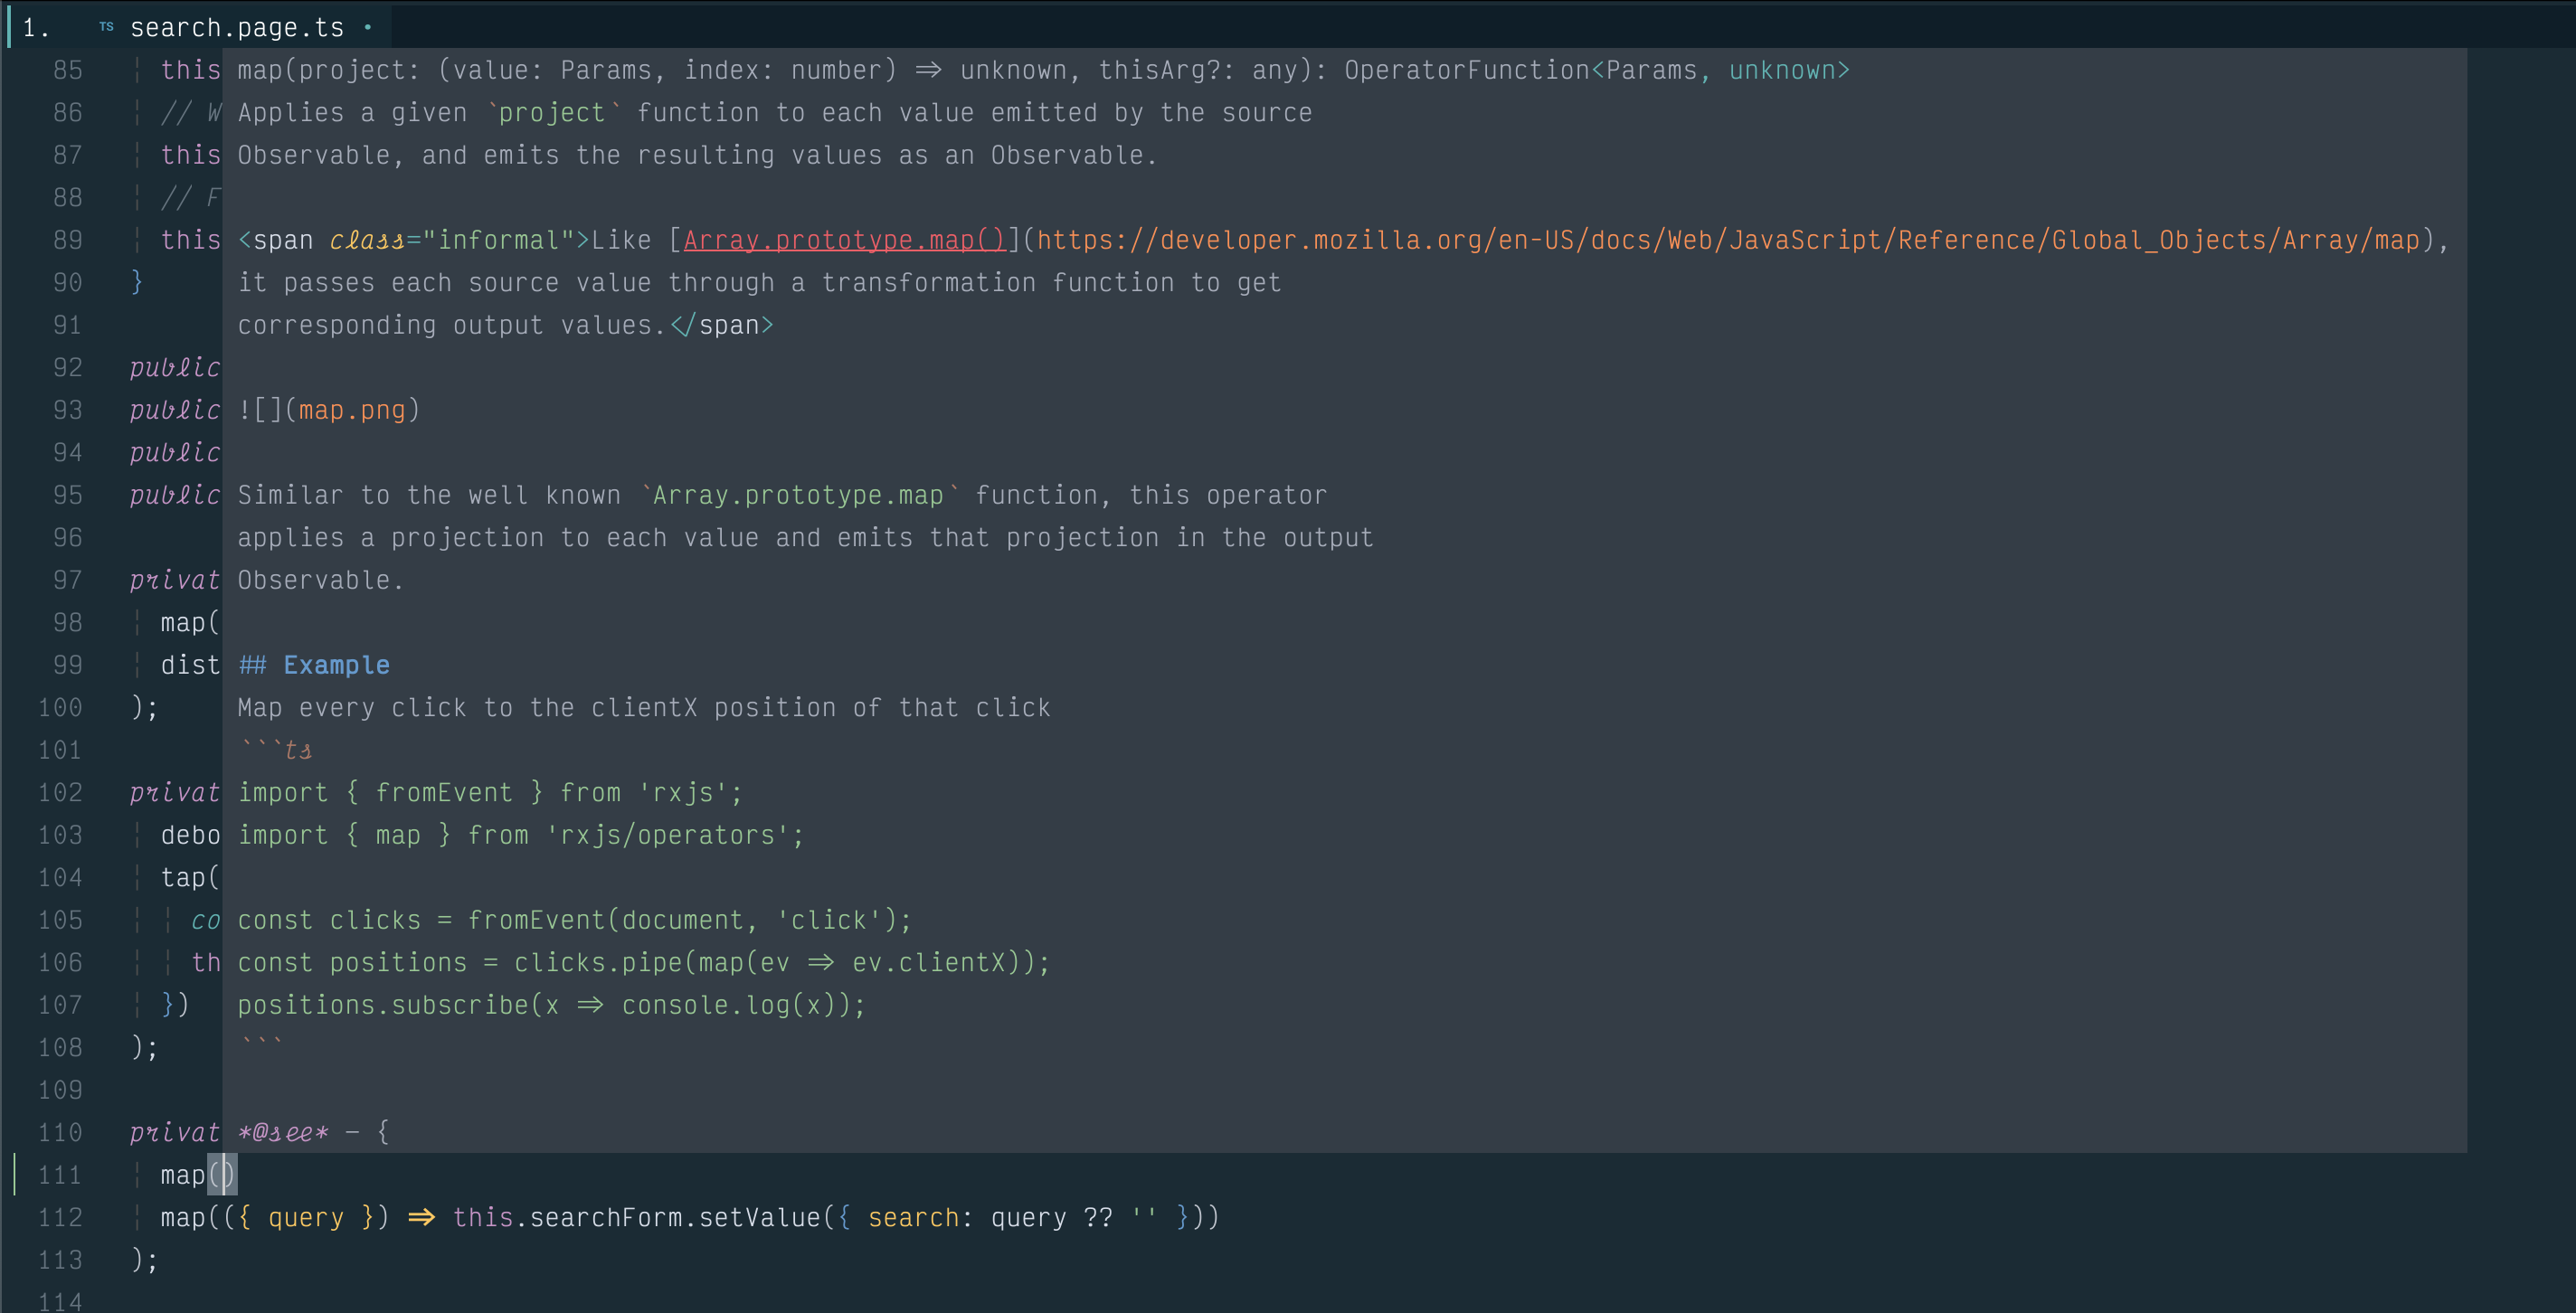 1. TS search.page.ts •
85 this map(project: (value: Params, index: number) => unknown, thisArg?: any): OperatorFunction<Params, unknown>
86 // W Applies a given `project` function to each value emitted by the source
87 this Observable, and emits the resulting values as an Observable.
88 // F
89 this <span class="informal">Like [Array.prototype.map()](https://developer.mozilla.org/en-US/docs/Web/JavaScript/Reference/Global_Objects/Array/map),
90 } it passes each source value through a transformation function to get
91 corresponding output values.</span>
92 public
93 public ![](map.png)
94 public
95 public Similar to the well known `Array.prototype.map` function, this operator
96 applies a projection to each value and emits that projection in the output
97 privat Observable.
98 map(
99 dist ## Example
100 ); Map every click to the clientX position of that click
101 ```ts
102 privat import { fromEvent } from 'rxjs';
103 debo import { map } from 'rxjs/operators';
104 tap(
105 co const clicks = fromEvent(document, 'click');
106 th const positions = clicks.pipe(map(ev => ev.clientX));
107 }) positions.subscribe(x => console.log(x));
108 ); ```
109
110 privat *@see* - {
111 map()
112 map(({ query }) => this.searchForm.setValue({ search: query ?? '' }))
113 );
114